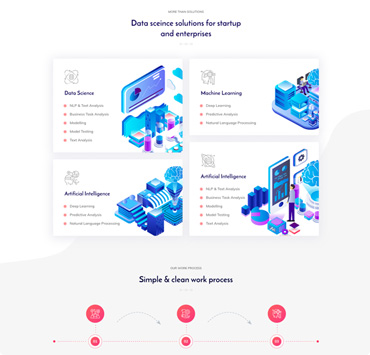 MORE THAN SOLUTIONS
Data sceince solutions for startup
and enterprises
Data Science
NLP & Text Analysis
Business Task Analysis
Modelling
Model Testing
Text Analysis
Machine Learning
Deep Learning
Predictive Analysis
Natural Language Processing
Artificial Intelligence
Deep Learning
Predictive Analysis
Natural Language Processing
Artificial Intelligence
NLP & Text Analysis
Business Task Analysis
Modelling
Model Testing
Text Analysis
OUR WORK PROCESS
Simple & clean work process
01
02
03